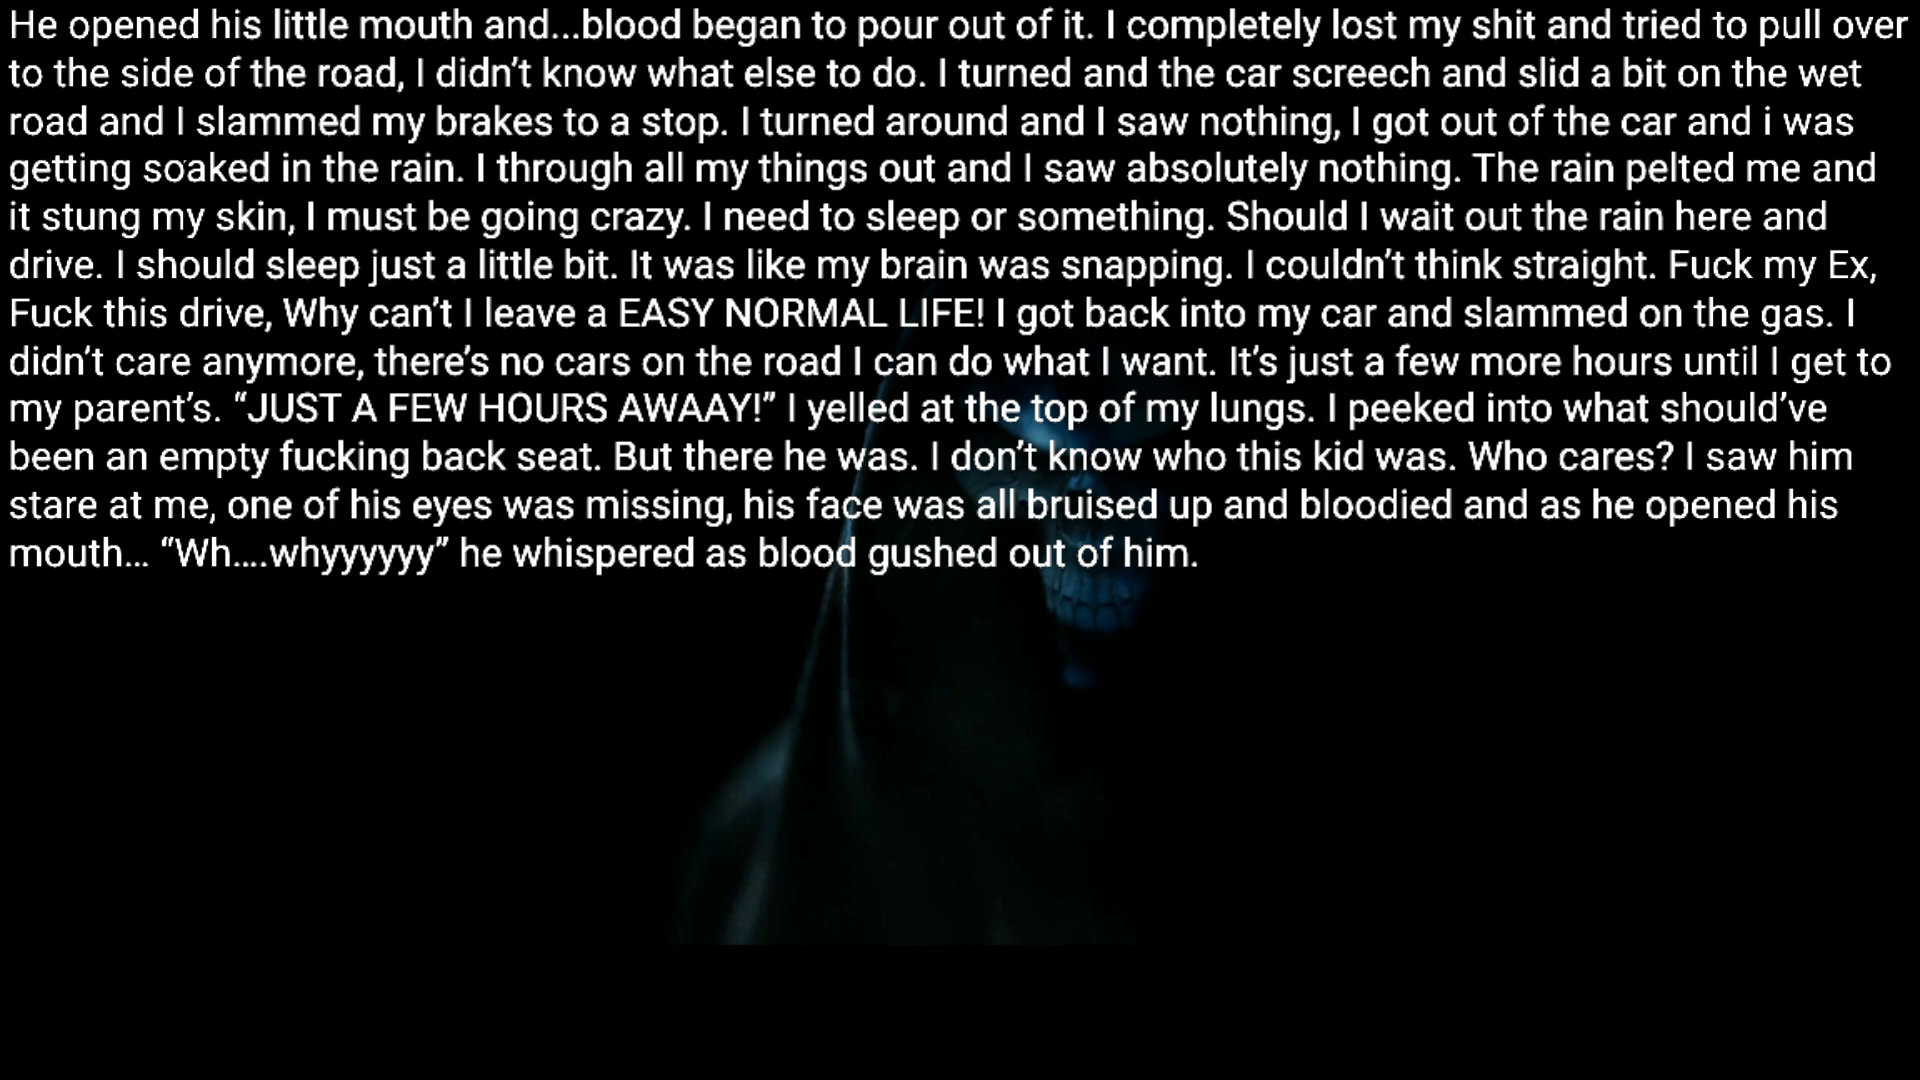 He opened his little mouth and...blood began to pour out of it. I completely lost my shit and tried to pull over
to the side of the road, I didn’t know what else to do. I turned and the car screech and slid a bit on the wet
road and I slammed my brakes to a stop. I turned around and I saw nothing, I got out of the car and i was
getting soaked in the rain. I through all my things out and I saw absolutely nothing. The rain pelted me and
it stung my skin, I must be going crazy. I need to sleep or something. Should I wait out the rain here and
drive. I should sleep just a little bit. It was like my brain was snapping. I couldn’t think straight. Fuck my Ex,
Fuck this drive, Why can’t I leave a EASY NORMAL LIFE! I got back into my car and slammed on the gas. I
didn’t care anymore, there’s no cars on the road I can do what I want. It’s just a few more hours until I get to
my parent’s. “JUST A FEW HOURS AWAAY!” I yelled at the top of my lungs. I peeked into what should’ve
been an empty fucking back seat. But there he was. I don’t know who this kid was. Who cares? I saw him
stare at me, one of his eyes was missing, his face was all bruised up and bloodied and as he opened his
mouth… “Wh….whyyyyyy” he whispered as blood gushed out of him.